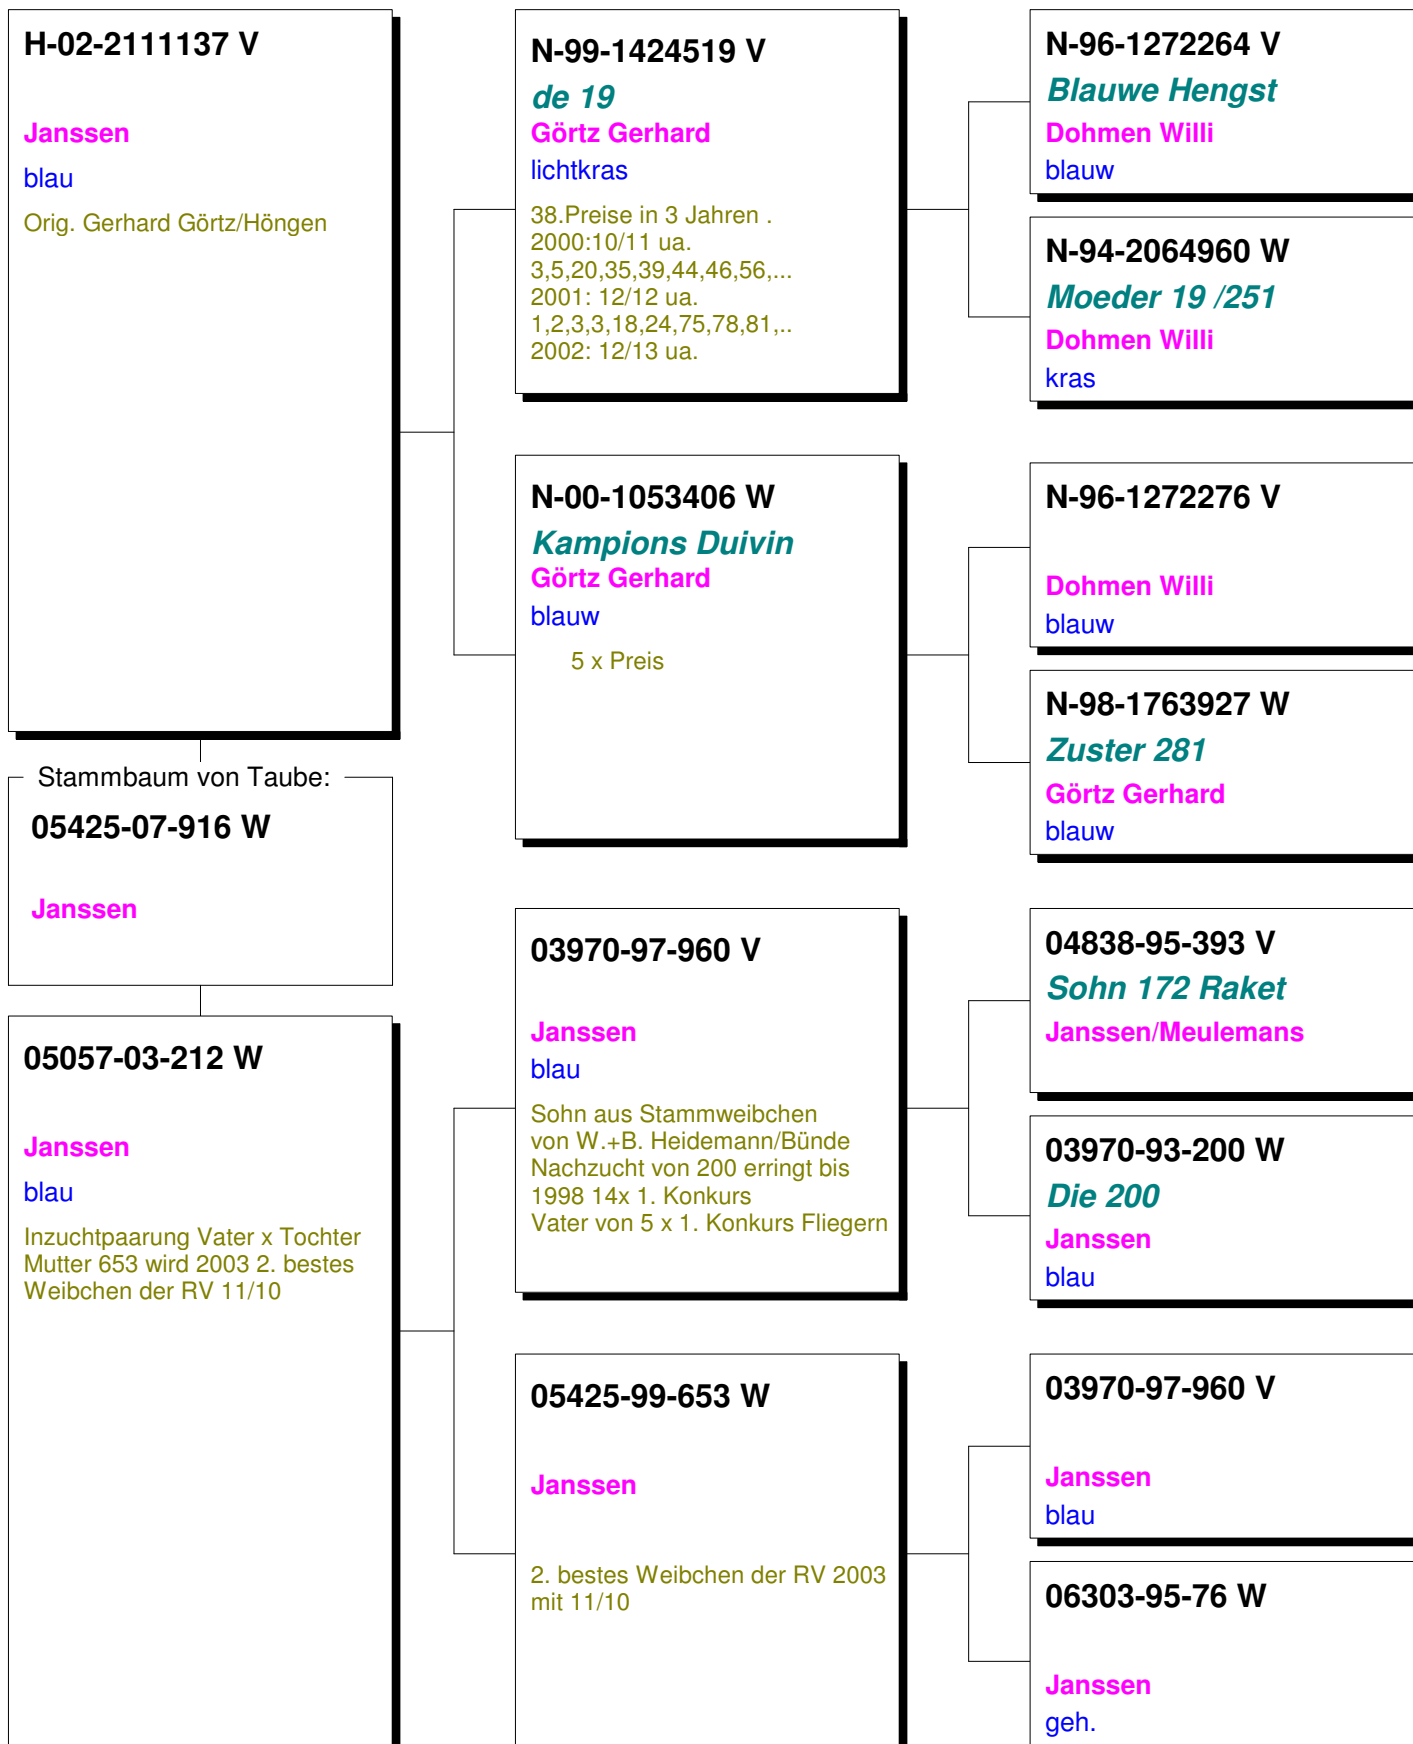 H-02-2111137 V
Janssen
blau
Orig. Gerhard Görtz/Höngen
Stammbaum von Taube:
05425-07-916 W
Janssen
05057-03-212 W
Janssen
blau
Inzuchtpaarung Vater x Tochter
Mutter 653 wird 2003 2. bestes
Weibchen der RV 11/10
N-99-1424519 V
de 19
Görtz Gerhard
lichtkras
38.Preise in 3 Jahren .
2000:10/11 ua.
3,5,20,35,39,44,46,56,...
2001: 12/12 ua.
1,2,3,3,18,24,75,78,81,..
2002: 12/13 ua.
N-00-1053406 W
Kampions Duivin
Görtz Gerhard
blauw
5 x Preis
03970-97-960 V
Janssen
blau
Sohn aus Stammweibchen
von W.+B. Heidemann/Bünde
Nachzucht von 200 erringt bis
1998 14x 1. Konkurs
Vater von 5 x 1. Konkurs Fliegern
05425-99-653 W
Janssen
2. bestes Weibchen der RV 2003
mit 11/10
N-96-1272264 V
Blauwe Hengst
Dohmen Willi
blauw
N-94-2064960 W
Moeder 19 /251
Dohmen Willi
kras
N-96-1272276 V
Dohmen Willi
blauw
N-98-1763927 W
Zuster 281
Görtz Gerhard
blauw
04838-95-393 V
Sohn 172 Raket
Janssen/Meulemans
03970-93-200 W
Die 200
Janssen
blau
03970-97-960 V
Janssen
blau
06303-95-76 W
Janssen
geh.